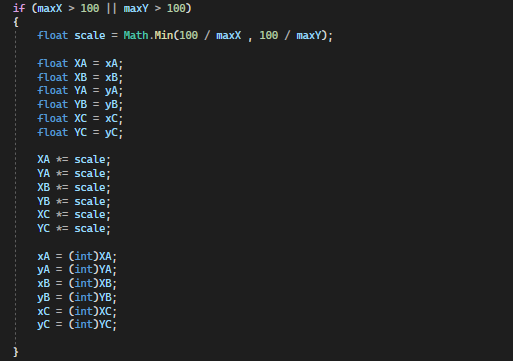 if (maxX > 100 || maxY > 100)
{
float scale = Math.Min(100 / maxX , 100 / maxY);
float XA = xA;
float XB = xB;
float YA = yA;
float YB = yB;
float XC = xC;
float YC = yC;
XA *= scale;
YA *= scale;
XB *= scale;
YB *= scale;
XC *= scale;
YC *= scale;
xA = (int)XA;
yA = (int)YA;
xB = (int)XB;
yB = (int)YB;
xC = (int)XC;
yC = (int)YC;
}